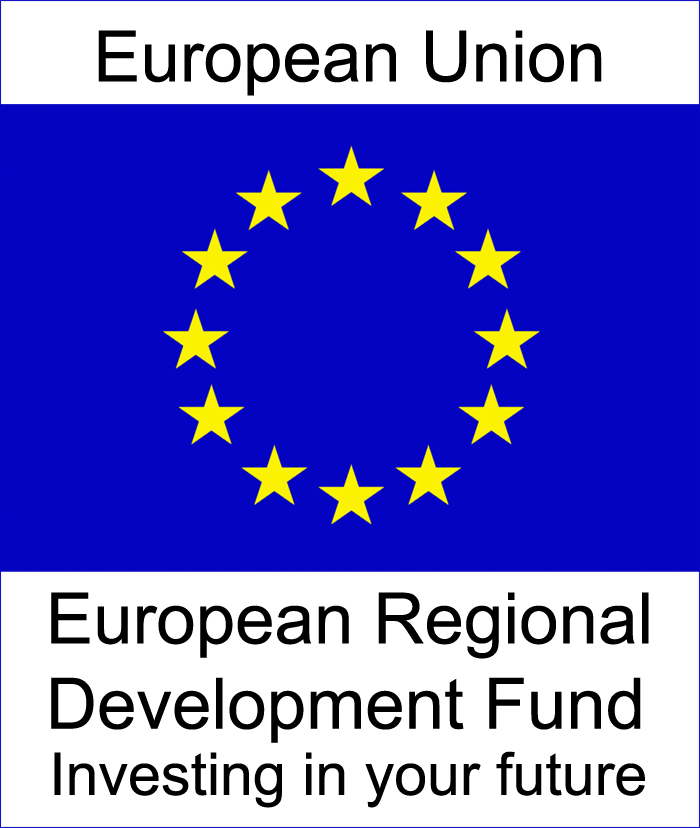 European Union
European Regional
Development Fund
Investing in your future